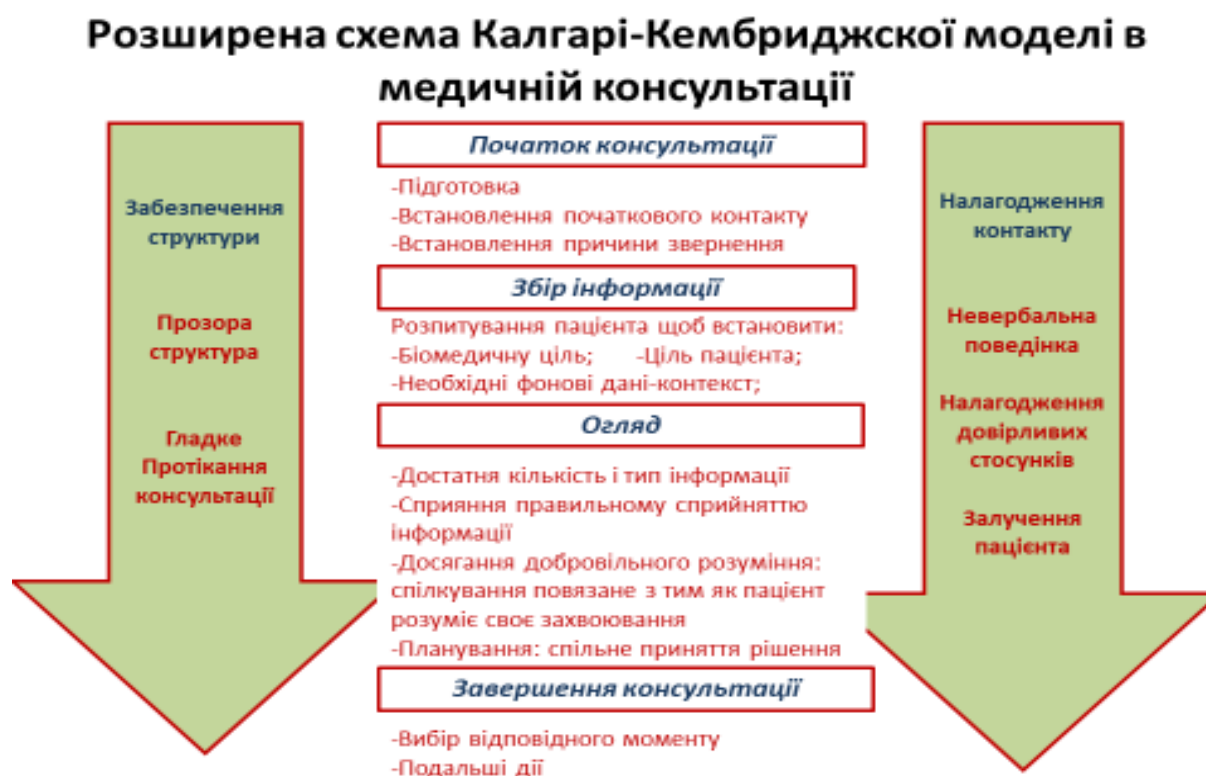 Розширена схема Калгарі-Кембриджскої моделі в
медичній консультації
Забезпечення
структури
Прозора
структура
Гладке
Протікання
консультації
Початок консультації
-Підготовка
-Встановлення початкового контакту
-Встановлення причини звернення
Збір інформації
Розпитування пацієнта щоб встановити:
-Біомедичну ціль; -Ціль пацієнта;
-Необхідні фонові дані-контекст;
Огляд
-Достатня кількість і тип інформації
-Сприяння правильному сприйняттю
інформації
-Досягання добровільного розуміння:
спілкування повязане з тим як пацієнт
розуміє своє захвоювання
-Планування: спільне приняття рішення
Завершення консультації
-Вибір відповідного моменту
-Подальші дії
Налагодження
контакту
Невербальна
поведінка
Налагодження
довірливих
стосунків
Залучення
пацієнта